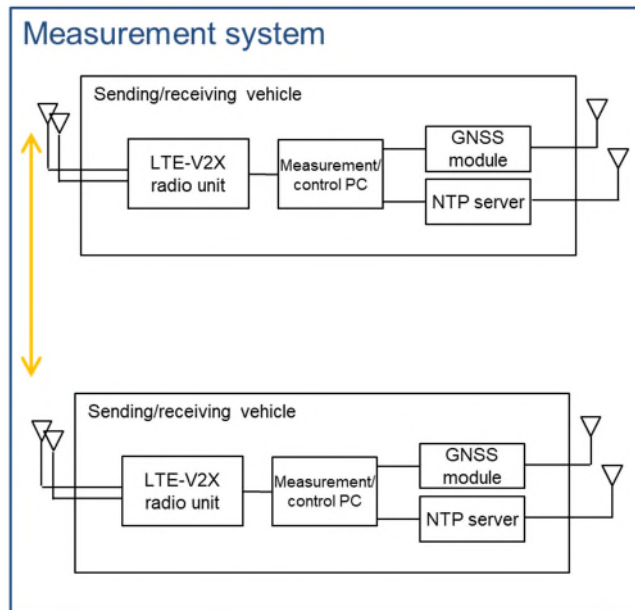 Measurement system
Sending/receiving vehicle
LTE-V2X
radio unit
Measurement/
control PC
GNSS
module
NTP server
Sending/receiving vehicle
LTE-V2X
radio unit
Measurement/
control PC
GNSS
module
NTP server